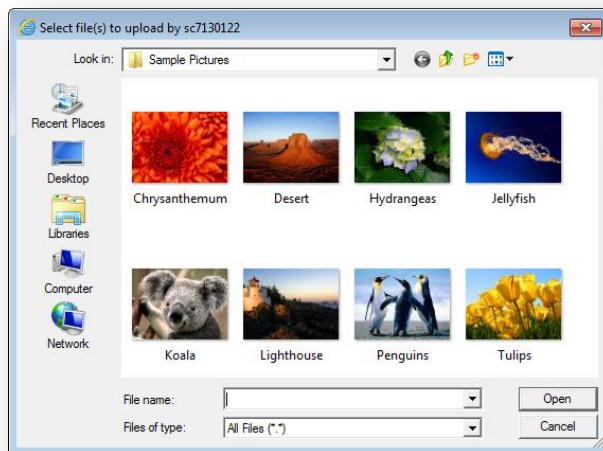 Select file(s) to upload by sc7130122
Look in: Sample Pictures
Recent Places
Desktop
Libraries
Computer
Network
Chrysanthemum Desert Hydrangeas Jellyfish
Koala Lighthouse Penguins Tulips
File name: Open
Files of type: All Files (*.*) Cancel